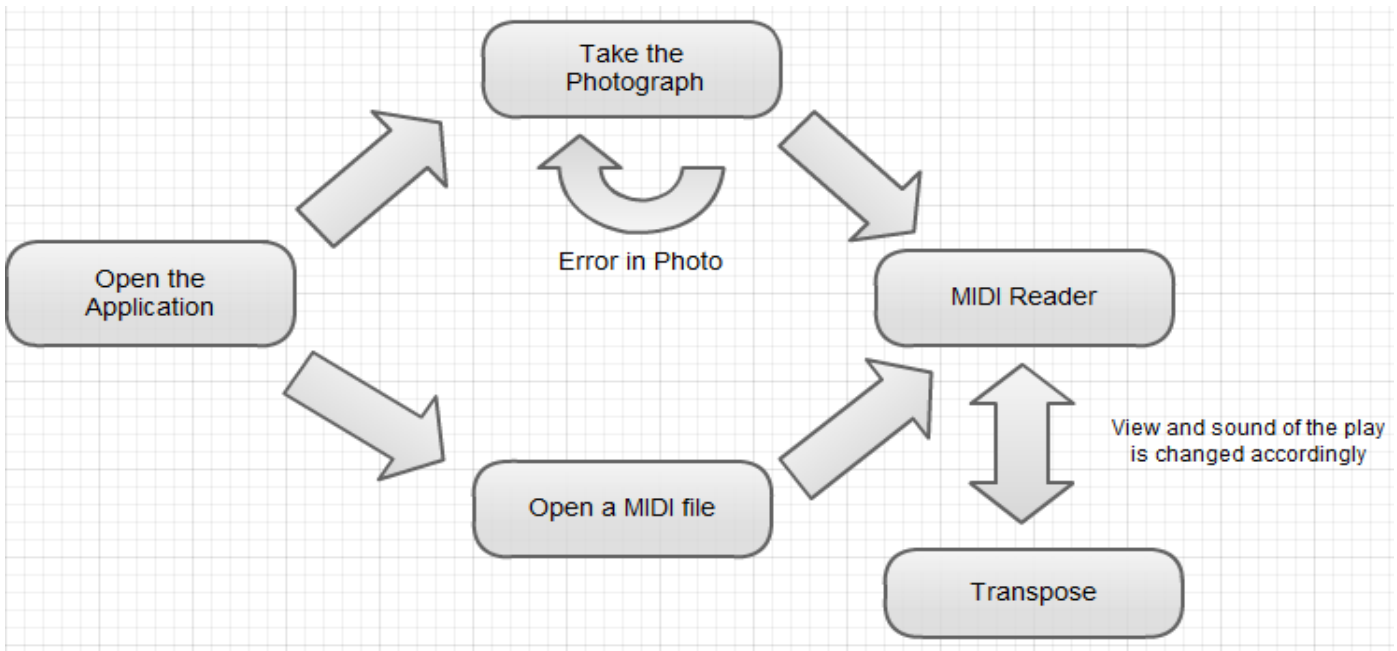 Take the
Photograph
Error in Photo
Open the
Application
MIDI Reader
View and sound of the play
is changed accordingly
Open a MIDI file
Transpose